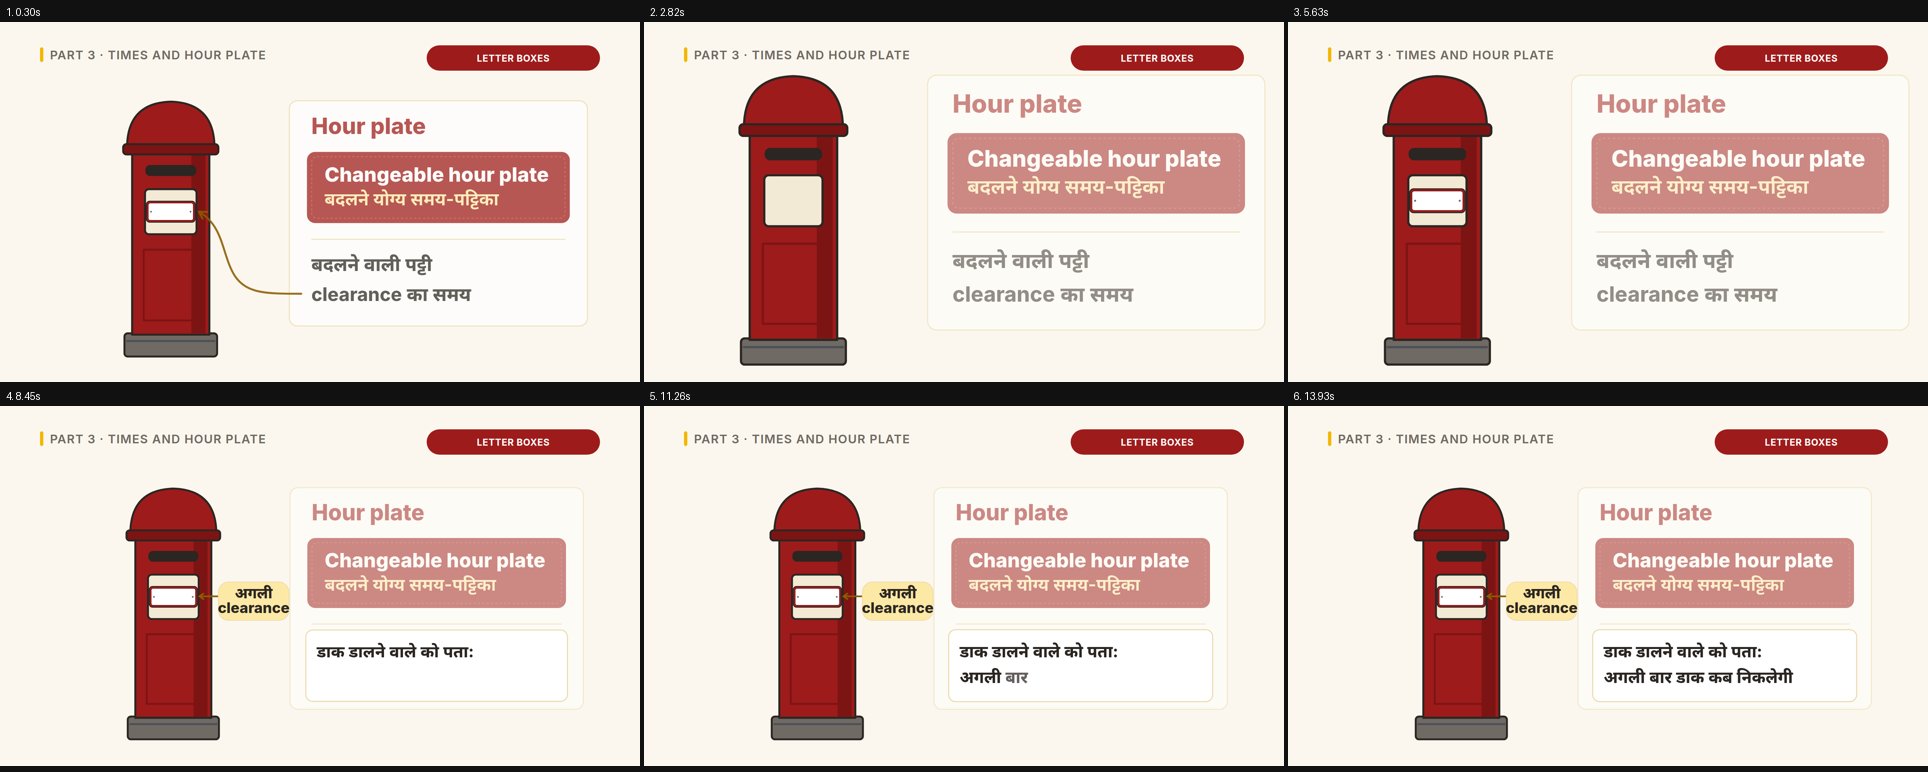 1. 0.30s
PART 3 · TIMES AND HOUR PLATE
LETTER BOXES
Hour plate
Changeable hour plate
बदलने योग्य समय-पट्टिका
बदलने वाली पट्टी
clearance का समय
2. 2.82s
PART 3 · TIMES AND HOUR PLATE
LETTER BOXES
Hour plate
Changeable hour plate
बदलने योग्य समय-पट्टिका
बदलने वाली पट्टी
clearance का समय
3. 5.63s
PART 3 · TIMES AND HOUR PLATE
LETTER BOXES
Hour plate
Changeable hour plate
बदलने योग्य समय-पट्टिका
बदलने वाली पट्टी
clearance का समय
4. 8.45s
PART 3 · TIMES AND HOUR PLATE
LETTER BOXES
Hour plate
Changeable hour plate
बदलने योग्य समय-पट्टिका
अगली
clearance
डाक डालने वाले को पता:
5. 11.26s
PART 3 · TIMES AND HOUR PLATE
LETTER BOXES
Hour plate
Changeable hour plate
बदलने योग्य समय-पट्टिका
अगली
clearance
डाक डालने वाले को पता:
अगली बार
6. 13.93s
PART 3 · TIMES AND HOUR PLATE
LETTER BOXES
Hour plate
Changeable hour plate
बदलने योग्य समय-पट्टिका
अगली
clearance
डाक डालने वाले को पता:
अगली बार डाक कब निकलेगी